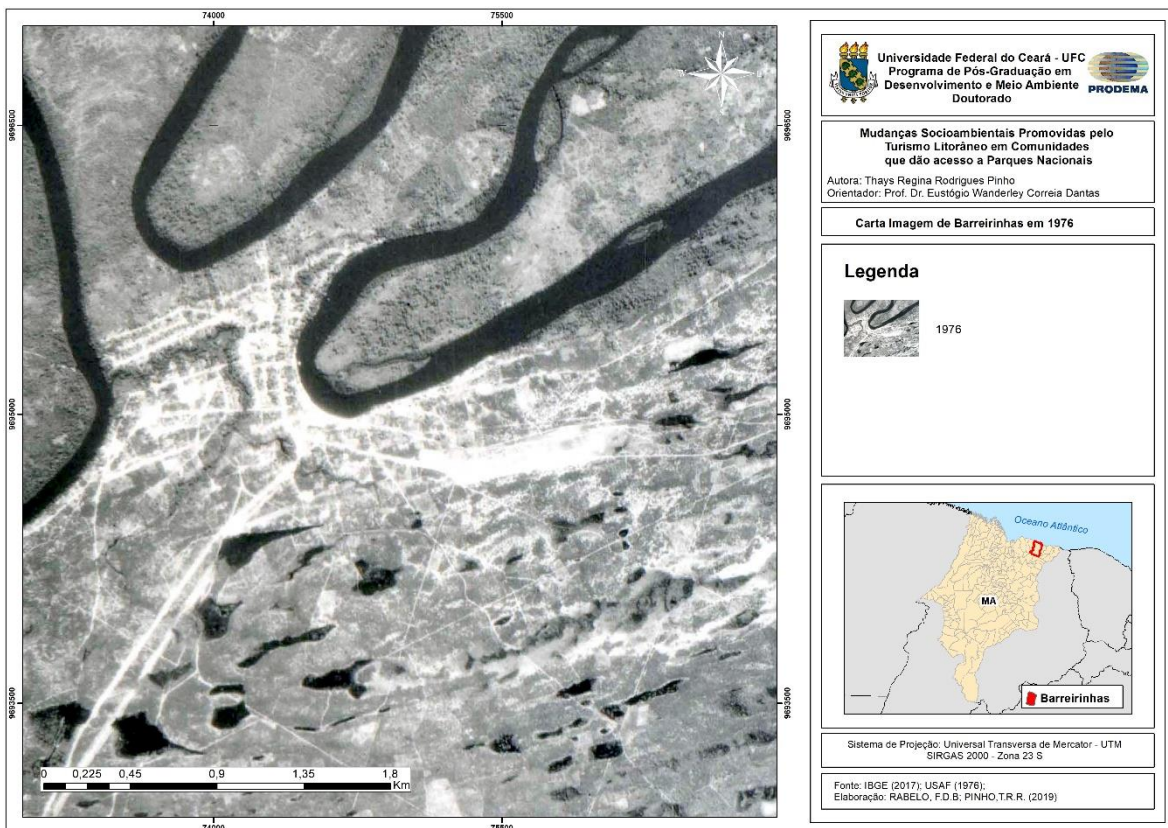 74000
75500
N
9696500
9696500
9695000
9695000
9693500
9693500
0 0,225 0,45 0,9 1,35 1,8
Km
74000
75500
Universidade Federal do Ceará - UFC
Programa de Pós-Graduação em
Desenvolvimento e Meio Ambiente
Doutorado
PRODEMA
Mudanças Socioambientais Promovidas pelo
Turismo Litorâneo em Comunidades
que dão acesso a Parques Nacionais
Autora: Thays Regina Rodrigues Pinho
Orientador: Prof. Dr. Eustógio Wanderley Correia Dantas
Carta Imagem de Barreirinhas em 1976
Legenda
1976
Oceano Atlântico
MA
Barreirinhas
Sistema de Projeção: Universal Transversa de Mercator - UTM
SIRGAS 2000 - Zona 23 S
Fonte: IBGE (2017); USAF (1976);
Elaboração: RABELO, F.D.B; PINHO,T.R.R. (2019)